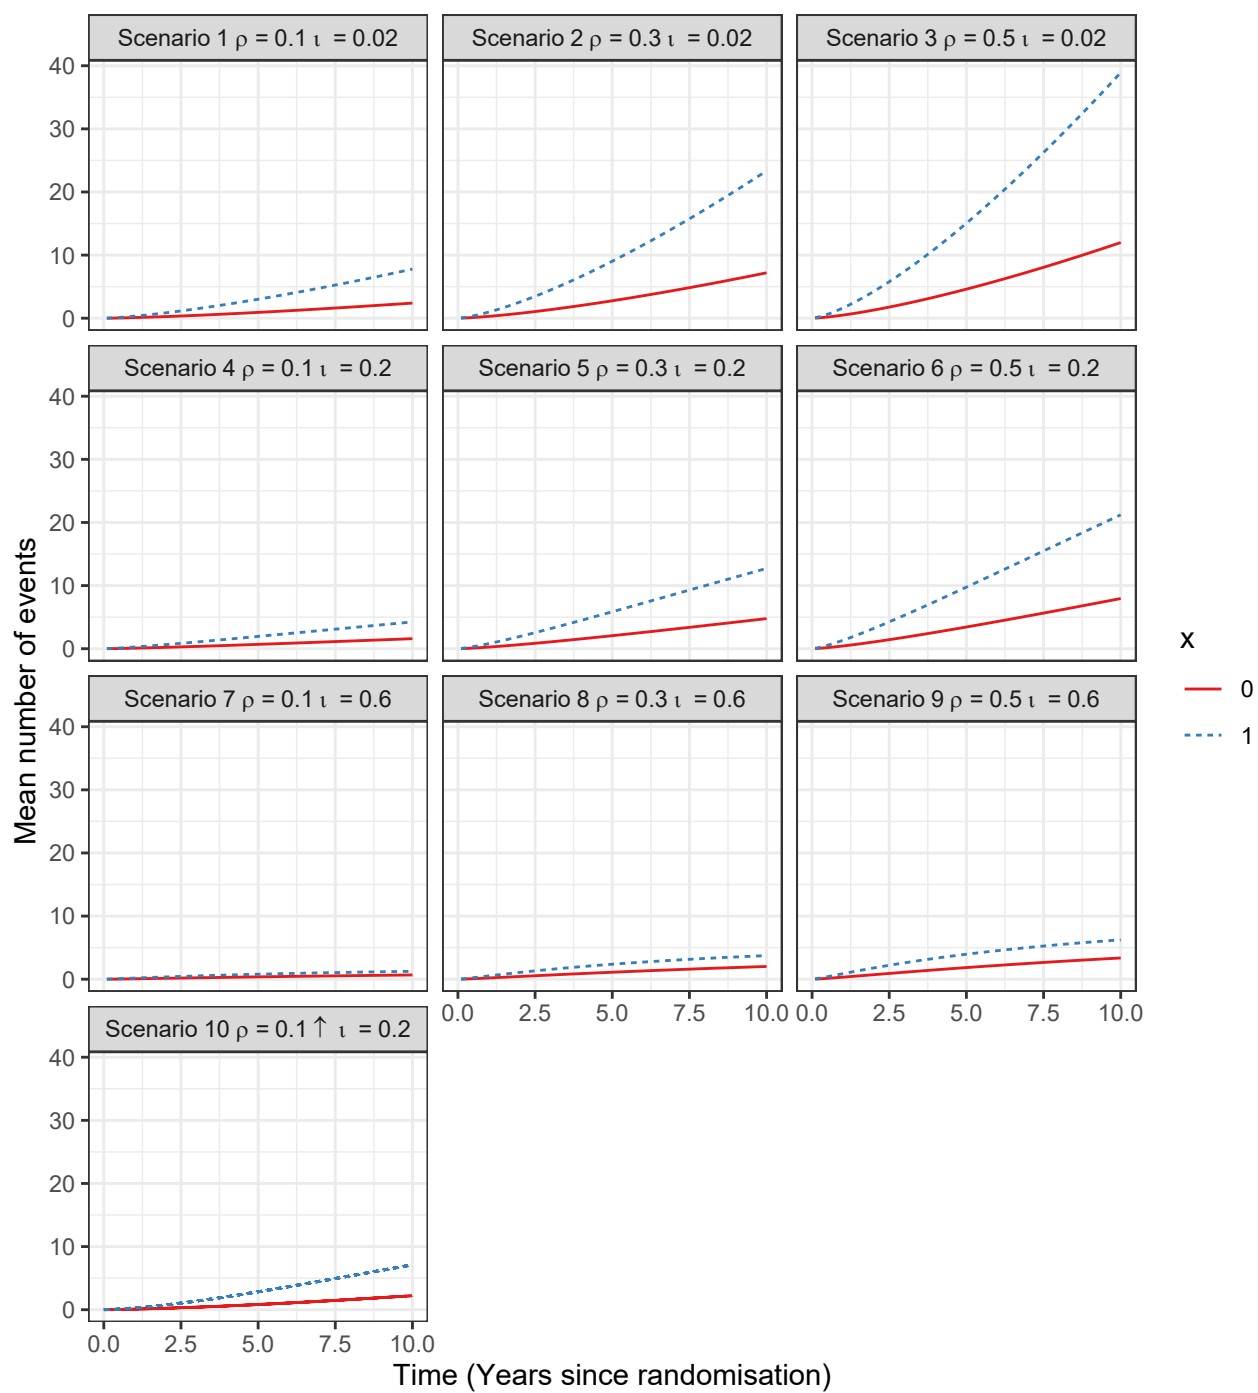 Scenario 1 ρ = 0.1 ι = 0.02
Scenario 2 ρ = 0.3 ι = 0.02
Scenario 3 ρ = 0.5 ι = 0.02
40
30
20
10
0
Scenario 4 ρ = 0.1 ι = 0.2
Scenario 5 ρ = 0.3 ι = 0.2
Scenario 6 ρ = 0.5 ι = 0.2
40
30
20
10
0
Scenario 7 ρ = 0.1 ι = 0.6
Scenario 8 ρ = 0.3 ι = 0.6
Scenario 9 ρ = 0.5 ι = 0.6
40
30
20
10
0
0.0 2.5 5.0 7.5 10.0
0.0 2.5 5.0 7.5 10.0
Scenario 10 ρ = 0.1 ↑ ι = 0.2
40
30
20
10
0
0.0 2.5 5.0 7.5 10.0
Time (Years since randomisation)
Mean number of events
x
0
1